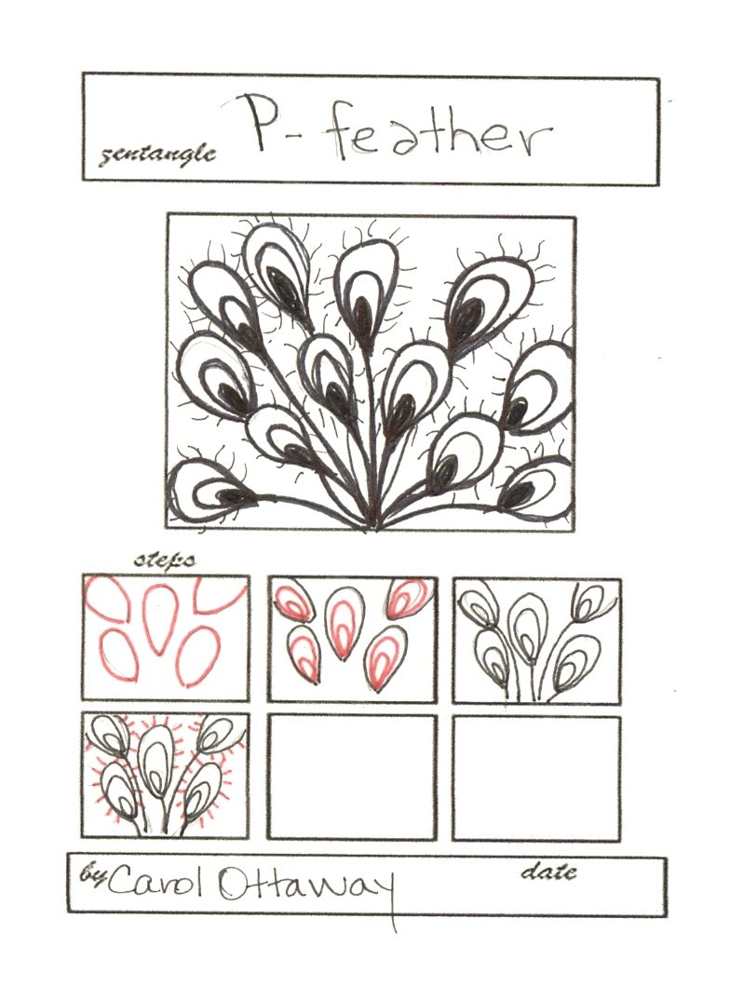 P-feather
zentangle
steps
by Carol Ottaway
date